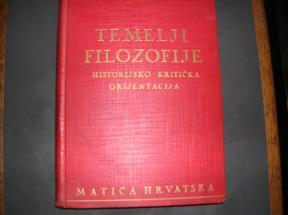 TEMELJI
FILOZOFIJE
HISTORIJSKO - KRITIČKA
ORIJENTACIJA
MATICA HRVATSKA